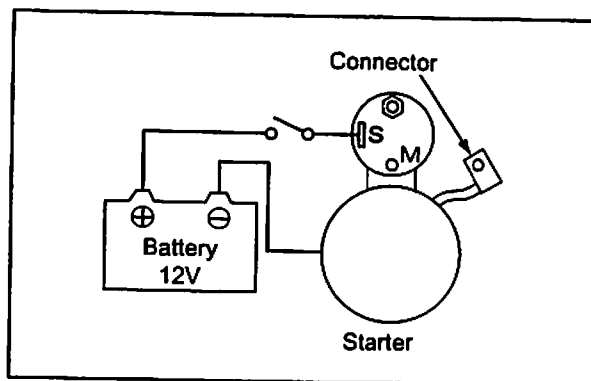 Connector
S
M
⊕ ⊖
Battery
12V
Starter